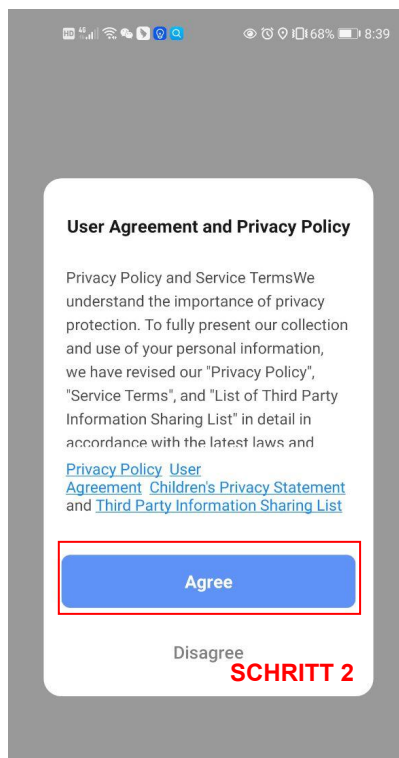 HD 4G 68% 8:39
User Agreement and Privacy Policy
Privacy Policy and Service TermsWe
understand the importance of privacy
protection. To fully present our collection
and use of your personal information,
we have revised our "Privacy Policy",
"Service Terms", and "List of Third Party
Information Sharing List" in detail in
accordance with the latest laws and
Privacy Policy User
Agreement Children's Privacy Statement
and Third Party Information Sharing List
Agree
Disagree
SCHRITT 2